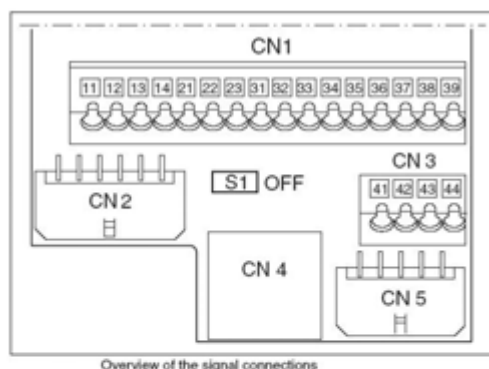 CN1
11 12 13 14 21 22 23 31 32 33 34 35 36 37 38 39
CN 3
S1 OFF
41 42 43 44
CN 2
CN 4
CN 5
Overview of the signal connections